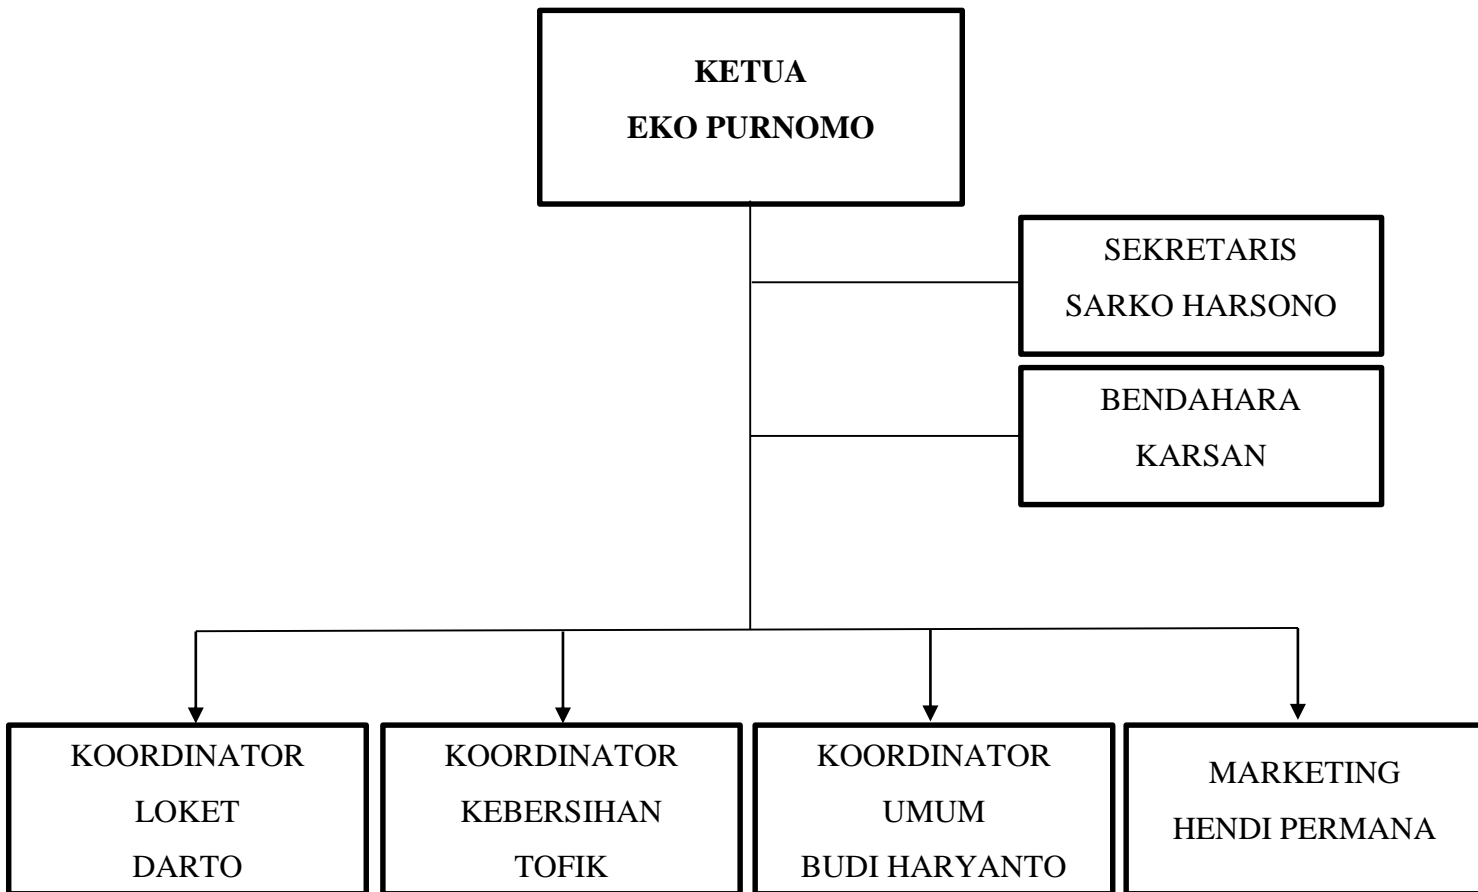 KETUA
EKO PURNOMO
SEKRETARIS
SARKO HARSONO
BENDAHARA
KARSAN
KOORDINATOR
LOKET
DARTO
KOORDINATOR
KEBERSIHAN
TOFIK
KOORDINATOR
UMUM
BUDI HARYANTO
MARKETING
HENDI PERMANA